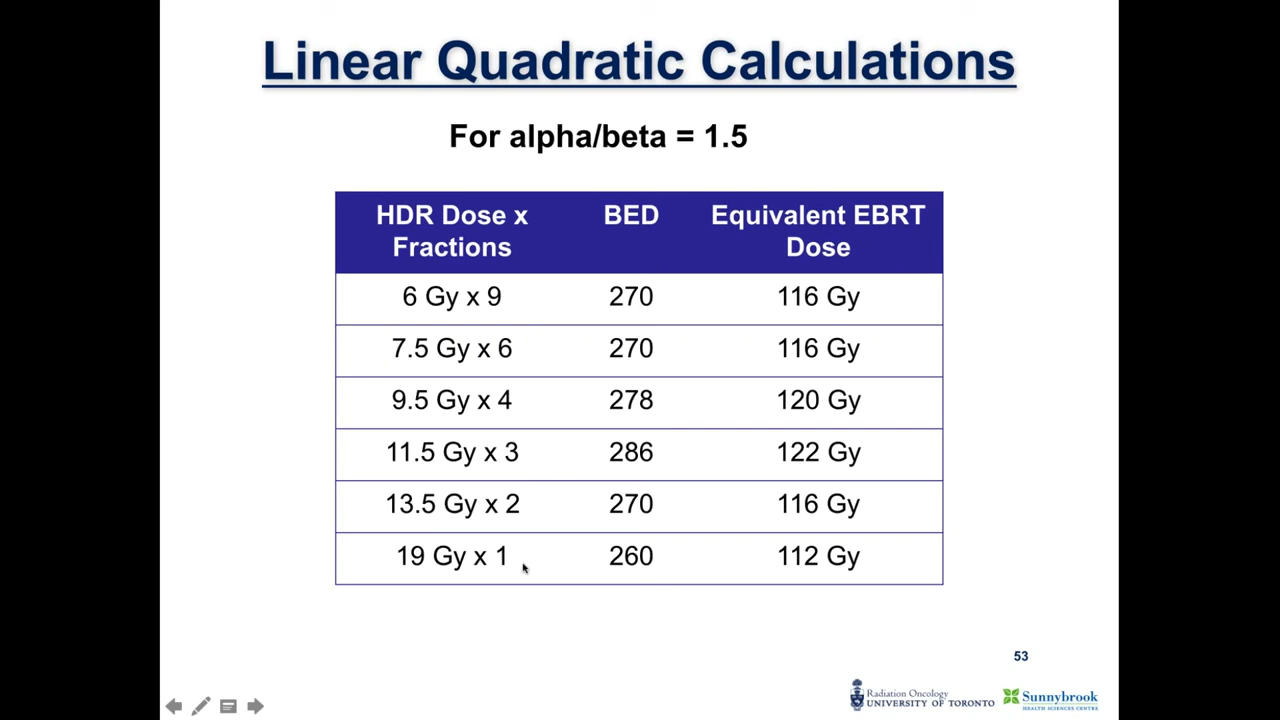 Linear Quadratic Calculations
For alpha/beta = 1.5
HDR Dose x Fractions BED Equivalent EBRT Dose
6 Gy x 9 270 116 Gy
7.5 Gy x 6 270 116 Gy
9.5 Gy x 4 278 120 Gy
11.5 Gy x 3 286 122 Gy
13.5 Gy x 2 270 116 Gy
19 Gy x 1 260 112 Gy
53
Radiation Oncology
UNIVERSITY OF TORONTO
Sunnybrook
HEALTH SCIENCES CENTRE